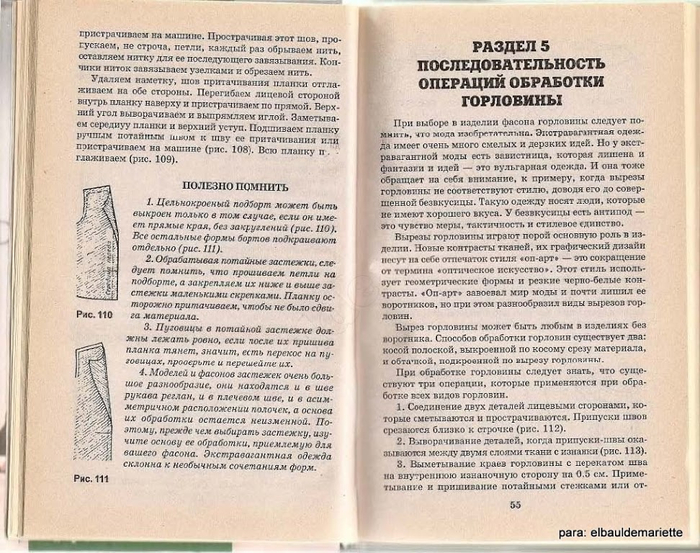 пристрачиваем на машине. Прострачивая этот шов, про-
пускаем, не строча, петли, каждый раз обрываем нить,
оставляем нитку для ее последующего завязывания. Кон-
чики ниток завязываем узелками и обрезаем нить.
Удаляем наметку, шов притачивания планки отгла-
живаем на обе стороны. Перегибаем лицевой стороной
внутрь планку наверху и пристрачиваем по прямой. Верх-
ний угол выворачиваем и выпрямляем иглой. Заметыва-
ем середину планки и верхний уступ. Подшиваем планку
ручным потайным швом к шву ее притачивания или
пристрачиваем на машине (рис. 108). Всю планку
глаживаем (рис. 109).
ПОЛЕЗНО ПОМНИТЬ
1. Цельнокроеный подборт может быть
выкроен только в том случае, если он име-
ет прямые края, без закруглений (рис. 110).
Все остальные формы бортов подкраивают
отдельно (рис. 111).
2. Обрабатывая потайные застежки, сле-
дует помнить, что прошиваем петли на
подборте, а закрепляем их ниже и выше за-
стежки маленькими скрепками. Планку ос-
торожно притачиваем, чтобы не было сдви-
га материала.
3. Пуговицы в потайной застежке дол-
жны лежать ровно, если после их пришива
планка тянет, значит, есть перекос на пу-
говицах, проверьте и перешейте их.
4. Моделей и фасонов застежек очень боль-
шое разнообразие, они находятся и в шве
рукава реглан, и в плечевом шве, и в асим-
метричном расположении полочек, а основа
их обработки остается неизменной. По-
этому, прежде чем выбирать застежку, изу-
чите основу ее обработки, приемлемую для
вашего фасона. Экстравагантная одежда
склонна к необычным сочетаниям форм.
Рис. 110
Рис. 111
РАЗДЕЛ 5
ПОСЛЕДОВАТЕЛЬНОСТЬ
ОПЕРАЦИЙ ОБРАБОТКИ
ГОРЛОВИНЫ
При выборе в изделии фасона горловины следует по-
мнить, что мода изобретательна. Экстравагантная одеж-
да имеет очень много смелых и дерзких идей. Но у экс-
травагантной моды есть завистница, которая лишена и
фантазии и идей — это вульгарная одежда. И она тоже
обращает на себя внимание, к примеру, когда вырезы
горловины не соответствуют стилю, доводя его до совер-
шенной безвкусицы. Такую одежду носят люди, которые
не имеют хорошего вкуса. У безвкусицы есть антипод —
это чувство меры, тактичность и стилевое единство.
Вырезы горловины играют порой основную роль в из-
делии. Новые контрасты тканей, их графический дизайн
несут на себе отпечаток стиля «оп-арт» — это сокращение
от термина «оптическое искусство». Этот стиль исполь-
зует геометрические формы и резкие черно-белые кон-
трасты. «Оп-арт» завоевал мир моды и почти лишил ее
воротников, но при этом разнообразил виды вырезов гор-
ловин.
Вырез горловины может быть любым в изделиях без
воротника. Способов обработки горловин существует два:
косой полоской, выкроенной по косому срезу материала,
и обтачкой, подкроенной по вырезу горловины.
При обработке горловин следует знать, что суще-
ствуют три операции, которые применяются при обра-
ботке всех видов горловин.
1. Соединение двух деталей лицевыми сторонами, ко-
торые сметываются и прострачиваются. Припуски швов
срезаются близко к строчке (рис. 112).
2. Выворачивание деталей, когда припуски-швы ока-
зываются между двумя слоями ткани с изнанки (рис. 113).
3. Выметывание краев горловины с перекатом шва
на внутреннюю изнаночную сторону на 0.5 см. Приме-
тывание и пришивание потайными стежками или от-
55
para: elbauldemariette